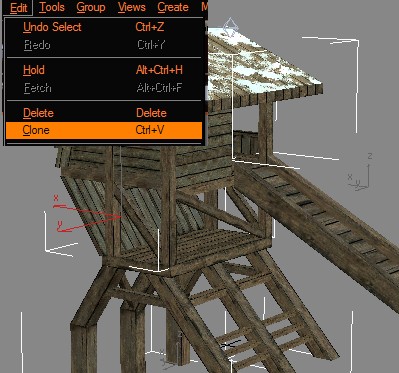 Edit Tools Group Views Create M
Undo Select Ctrl+Z
Redo Ctrl+Y
Hold Alt+Ctrl+H
Fetch Alt+Ctrl+F
Delete Delete
Clone Ctrl+V
z
x
y